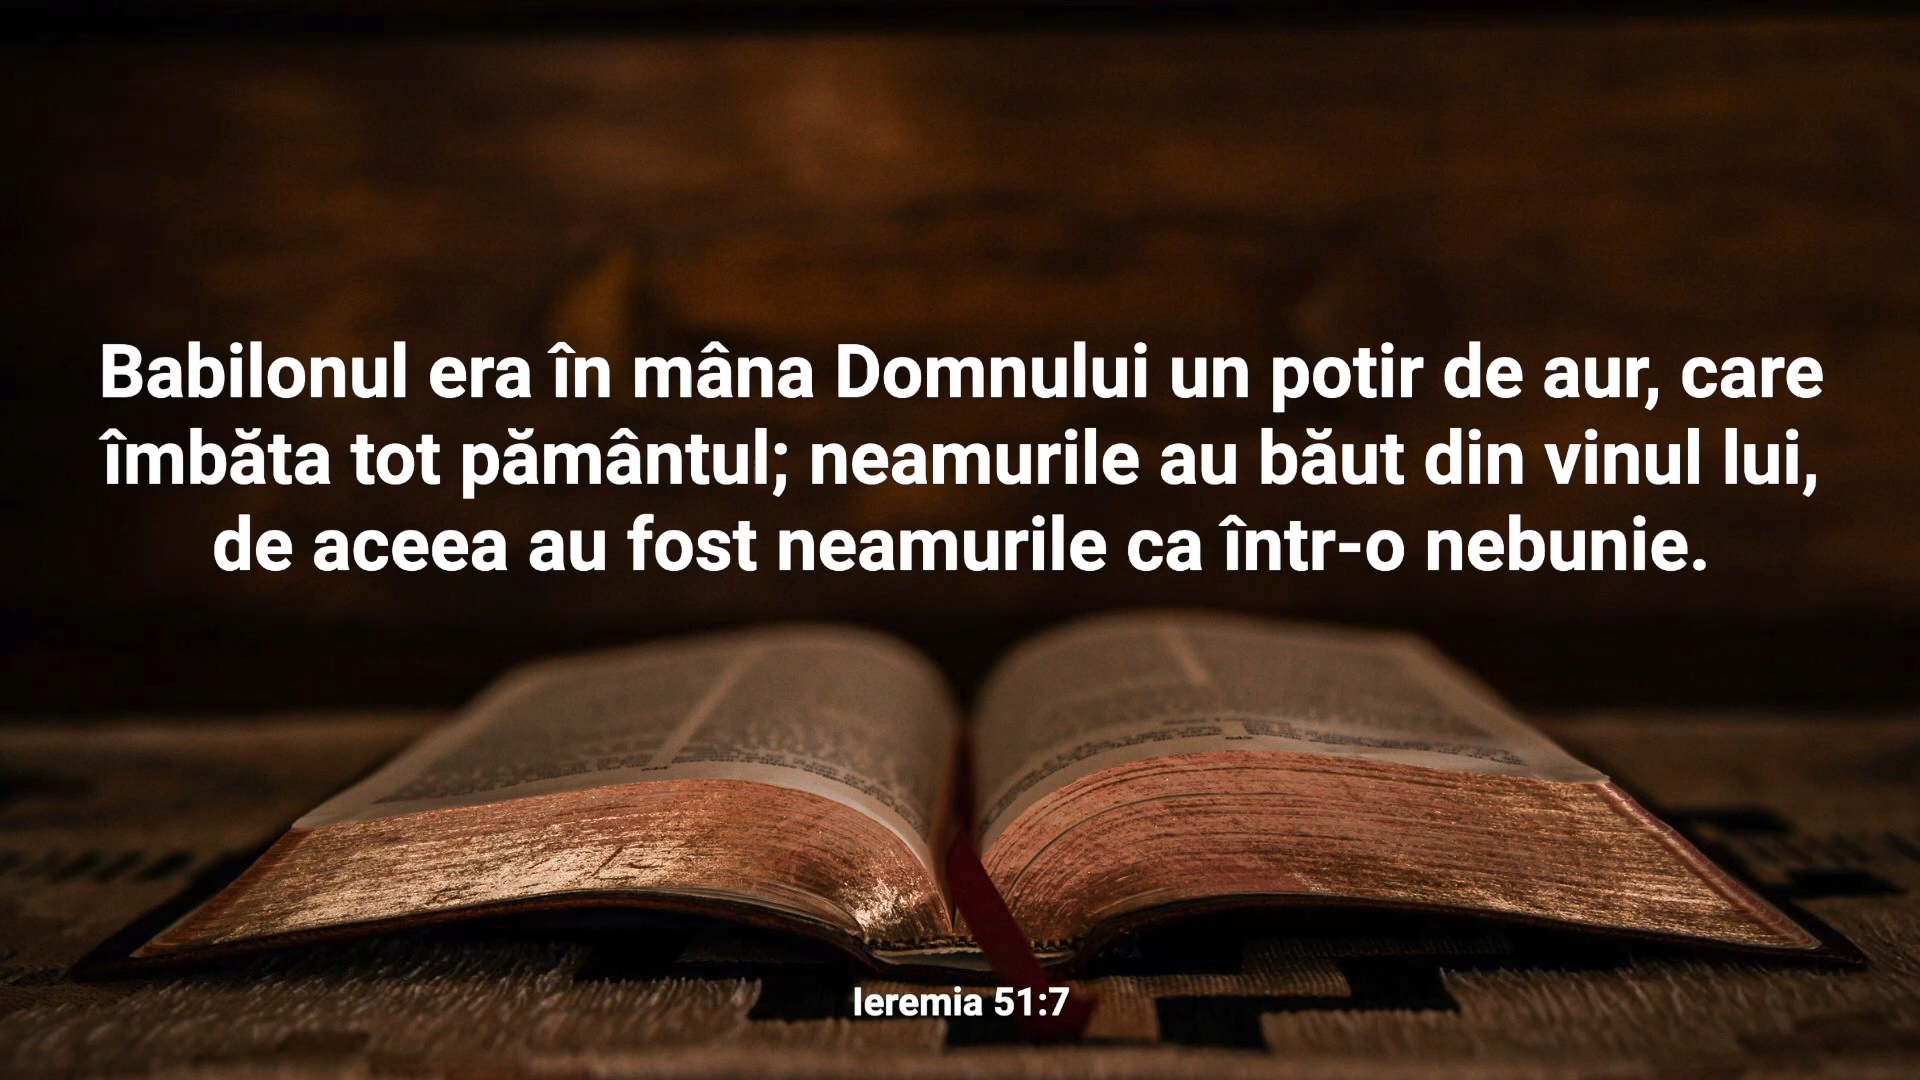 Babilonul era în mâna Domnului un potir de aur, care
îmbăta tot pământul; neamurile au băut din vinul lui,
de aceea au fost neamurile ca într-o nebunie.
Ieremia 51:7